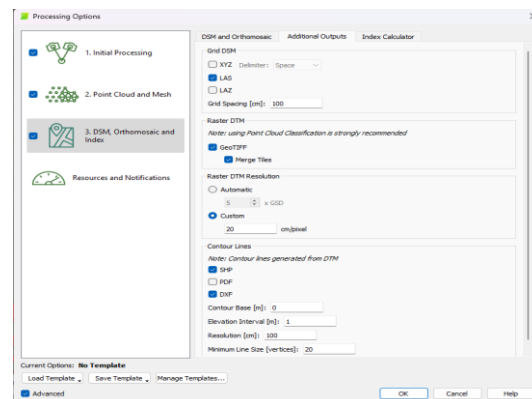 Processing Options
1. Initial Processing
2. Point Cloud and Mesh
3. DSM, Orthomosaic and
Index
Resources and Notifications
DSM and Orthomosaic Additional Outputs Index Calculator
Grid DSM
XYZ Delimiter: Space
LAS
LAZ
Grid Spacing [cm]: 100
Raster DTM
Note: using Point Cloud Classification is strongly recommended
GeoTIFF
Merge Tiles
Raster DTM Resolution
Automatic
5 x GSD
Custom
20 cm/pixel
Contour Lines
Note: Contour lines generated from DTM
SHP
PDF
DXF
Contour Base [m]: 0
Elevation Interval [m]: 1
Resolution [cm]: 100
Minimum Line Size [vertices]: 20
Current Options: No Template
Load Template Save Template Manage Templates...
Advanced OK Cancel Help